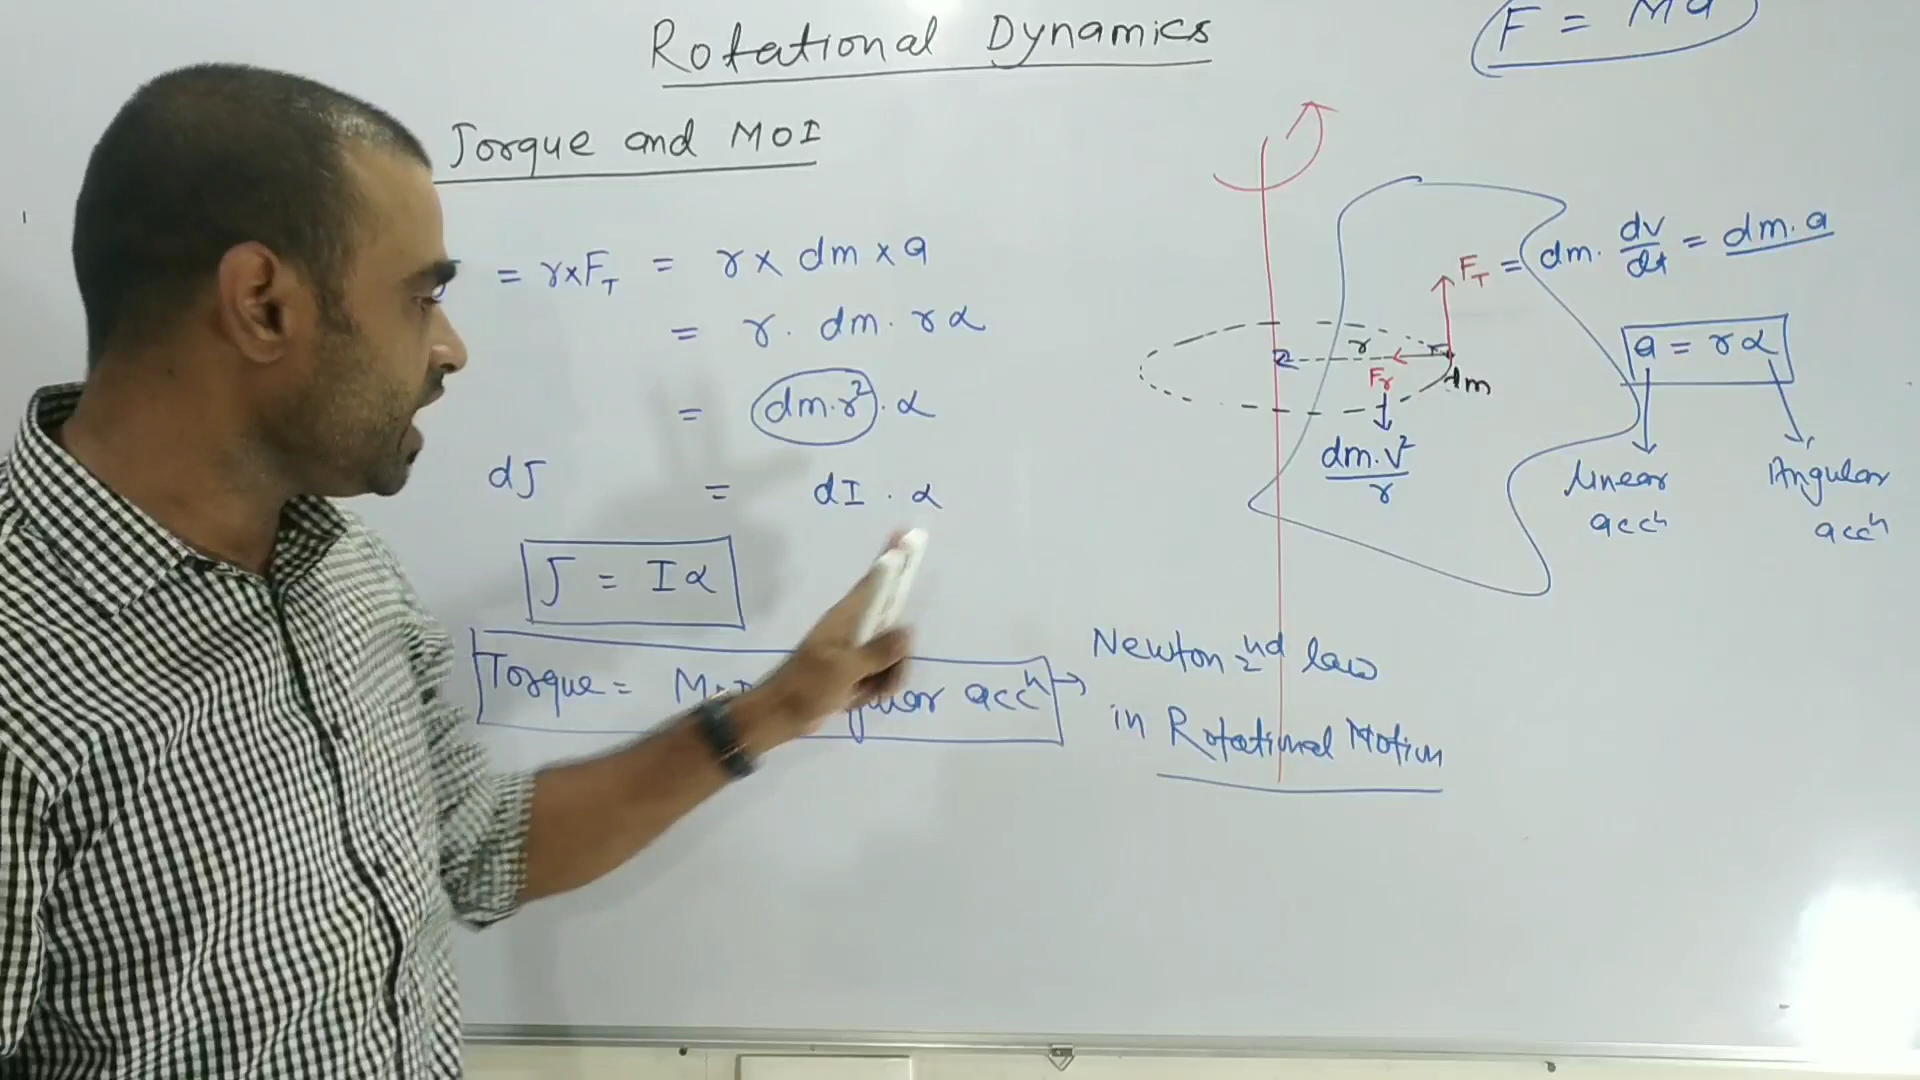 Rotational Dynamics
F = Ma
Torque and MOI
= r×F_T = r × dm × a
= r. dm. rα
= dm.r². α
dτ = dI . α
τ = Iα
Torque = acc^n →
Newton 2nd law
in Rotational Motion
F_T = dm. dv/dt = dm. a
r
F_r
dm
dm.v²/r
a = rα
Linear acc^n
Angular acc^n